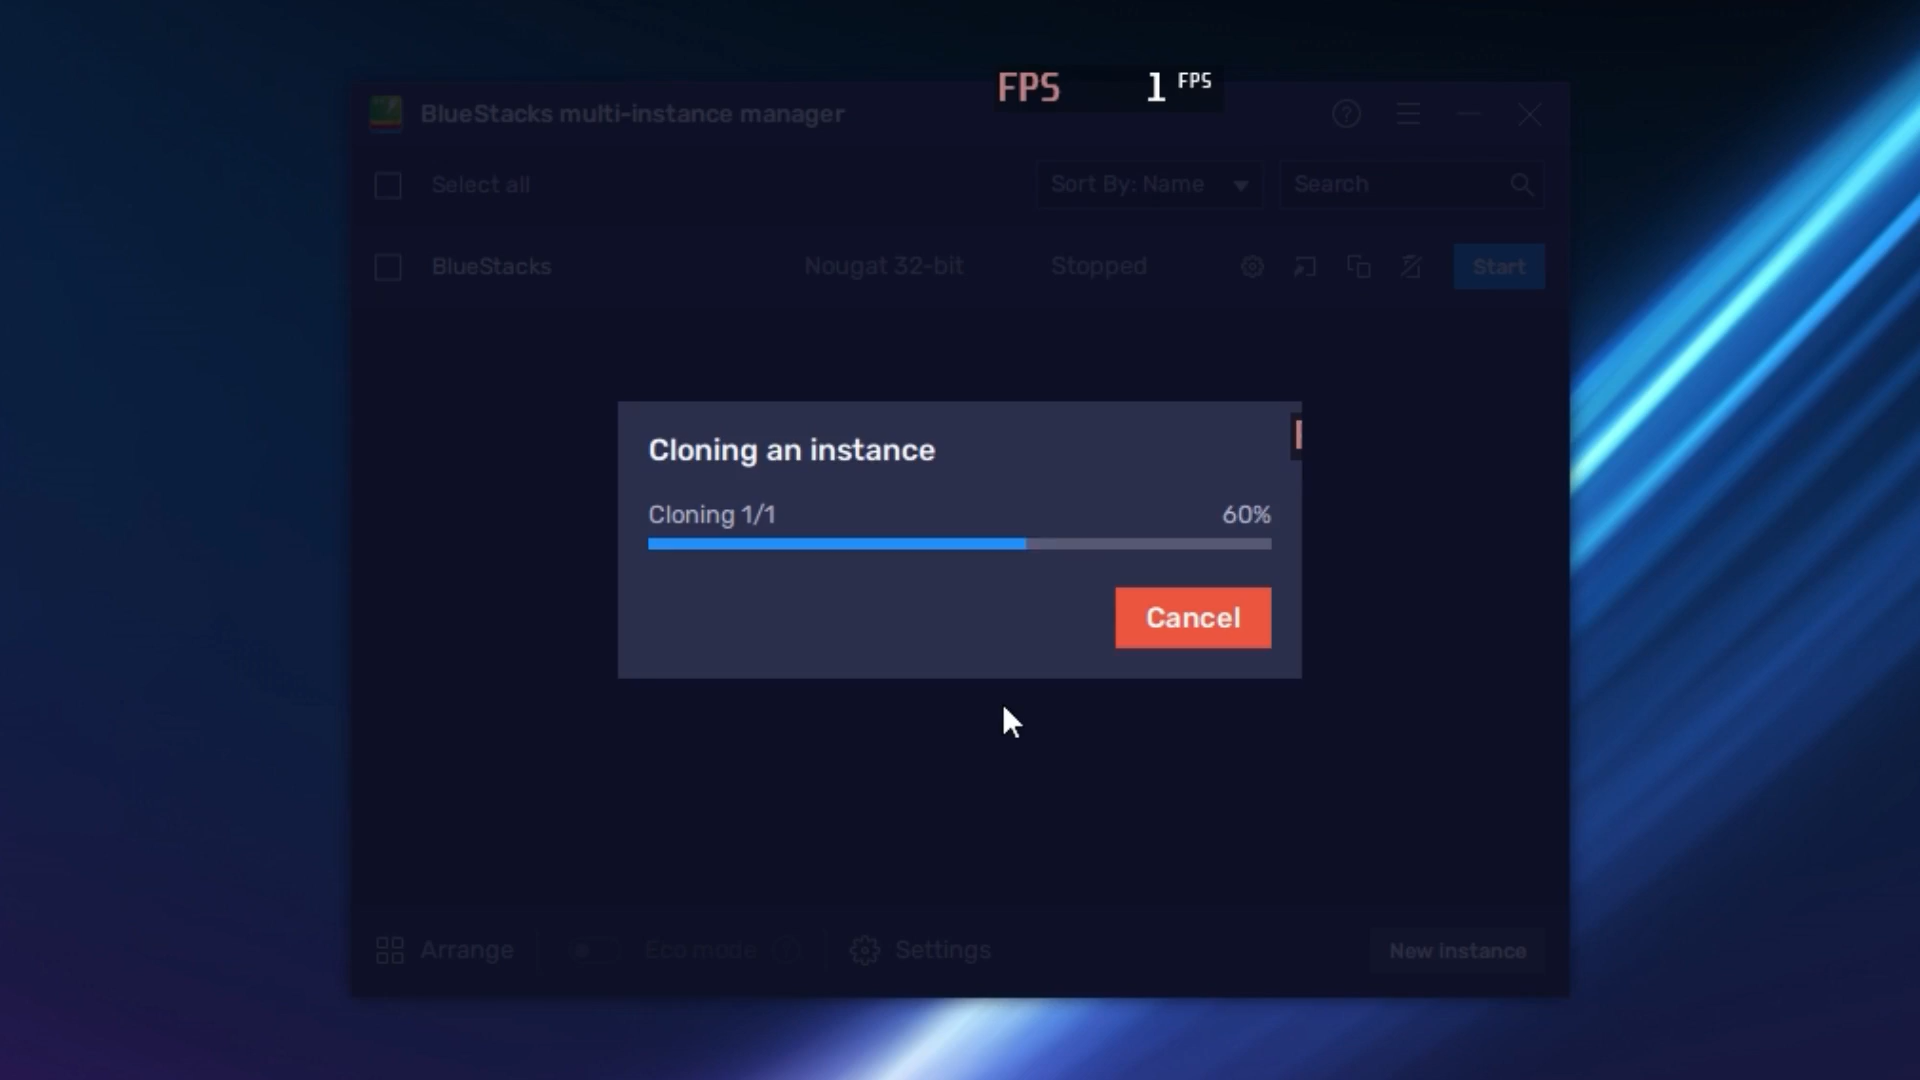 FPS 1 FPS
BlueStacks multi-instance manager
Select all
Sort By: Name
Search
BlueStacks
Nougat 32-bit
Stopped
Start
Cloning an instance
Cloning 1/1
60%
Cancel
Arrange
Eco mode
Settings
New instance